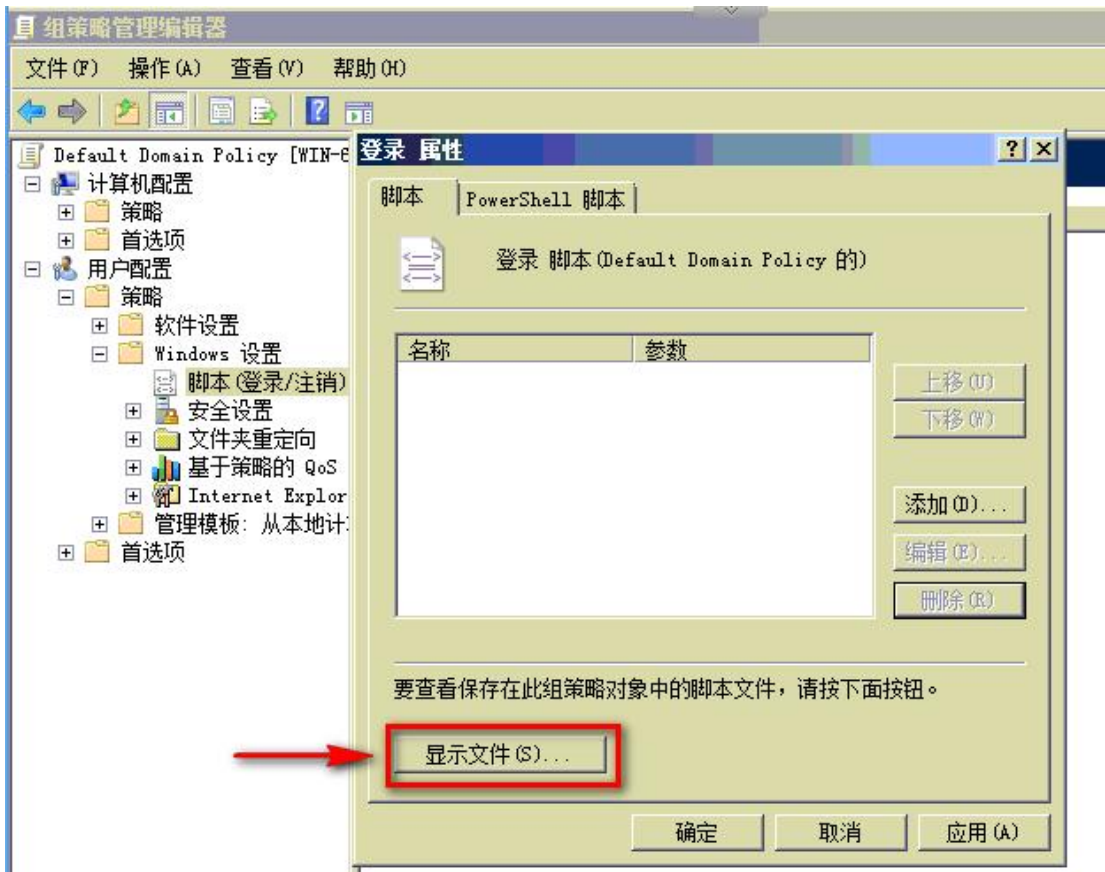 组策略管理编辑器
文件(F) 操作(A) 查看(V) 帮助(H)
Default Domain Policy [WIN-6
计算机配置
策略
首选项
用户配置
策略
软件设置
Windows 设置
脚本(登录/注销)
安全设置
文件夹重定向
基于策略的 QoS
Internet Explor
管理模板: 从本地计
首选项
登录 属性
脚本 PowerShell 脚本
登录 脚本(Default Domain Policy 的)
名称 参数
上移(U)
下移(W)
添加(D)...
编辑(E)...
删除(R)
要查看保存在此组策略对象中的脚本文件，请按下面按钮。
显示文件(S)...
确定 取消 应用(A)